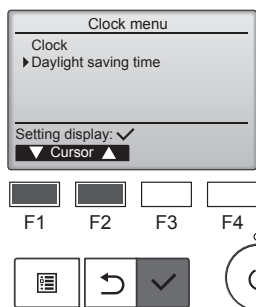 Clock menu
Clock
Daylight saving time
Setting display:
Cursor
F1 F2 F3 F4